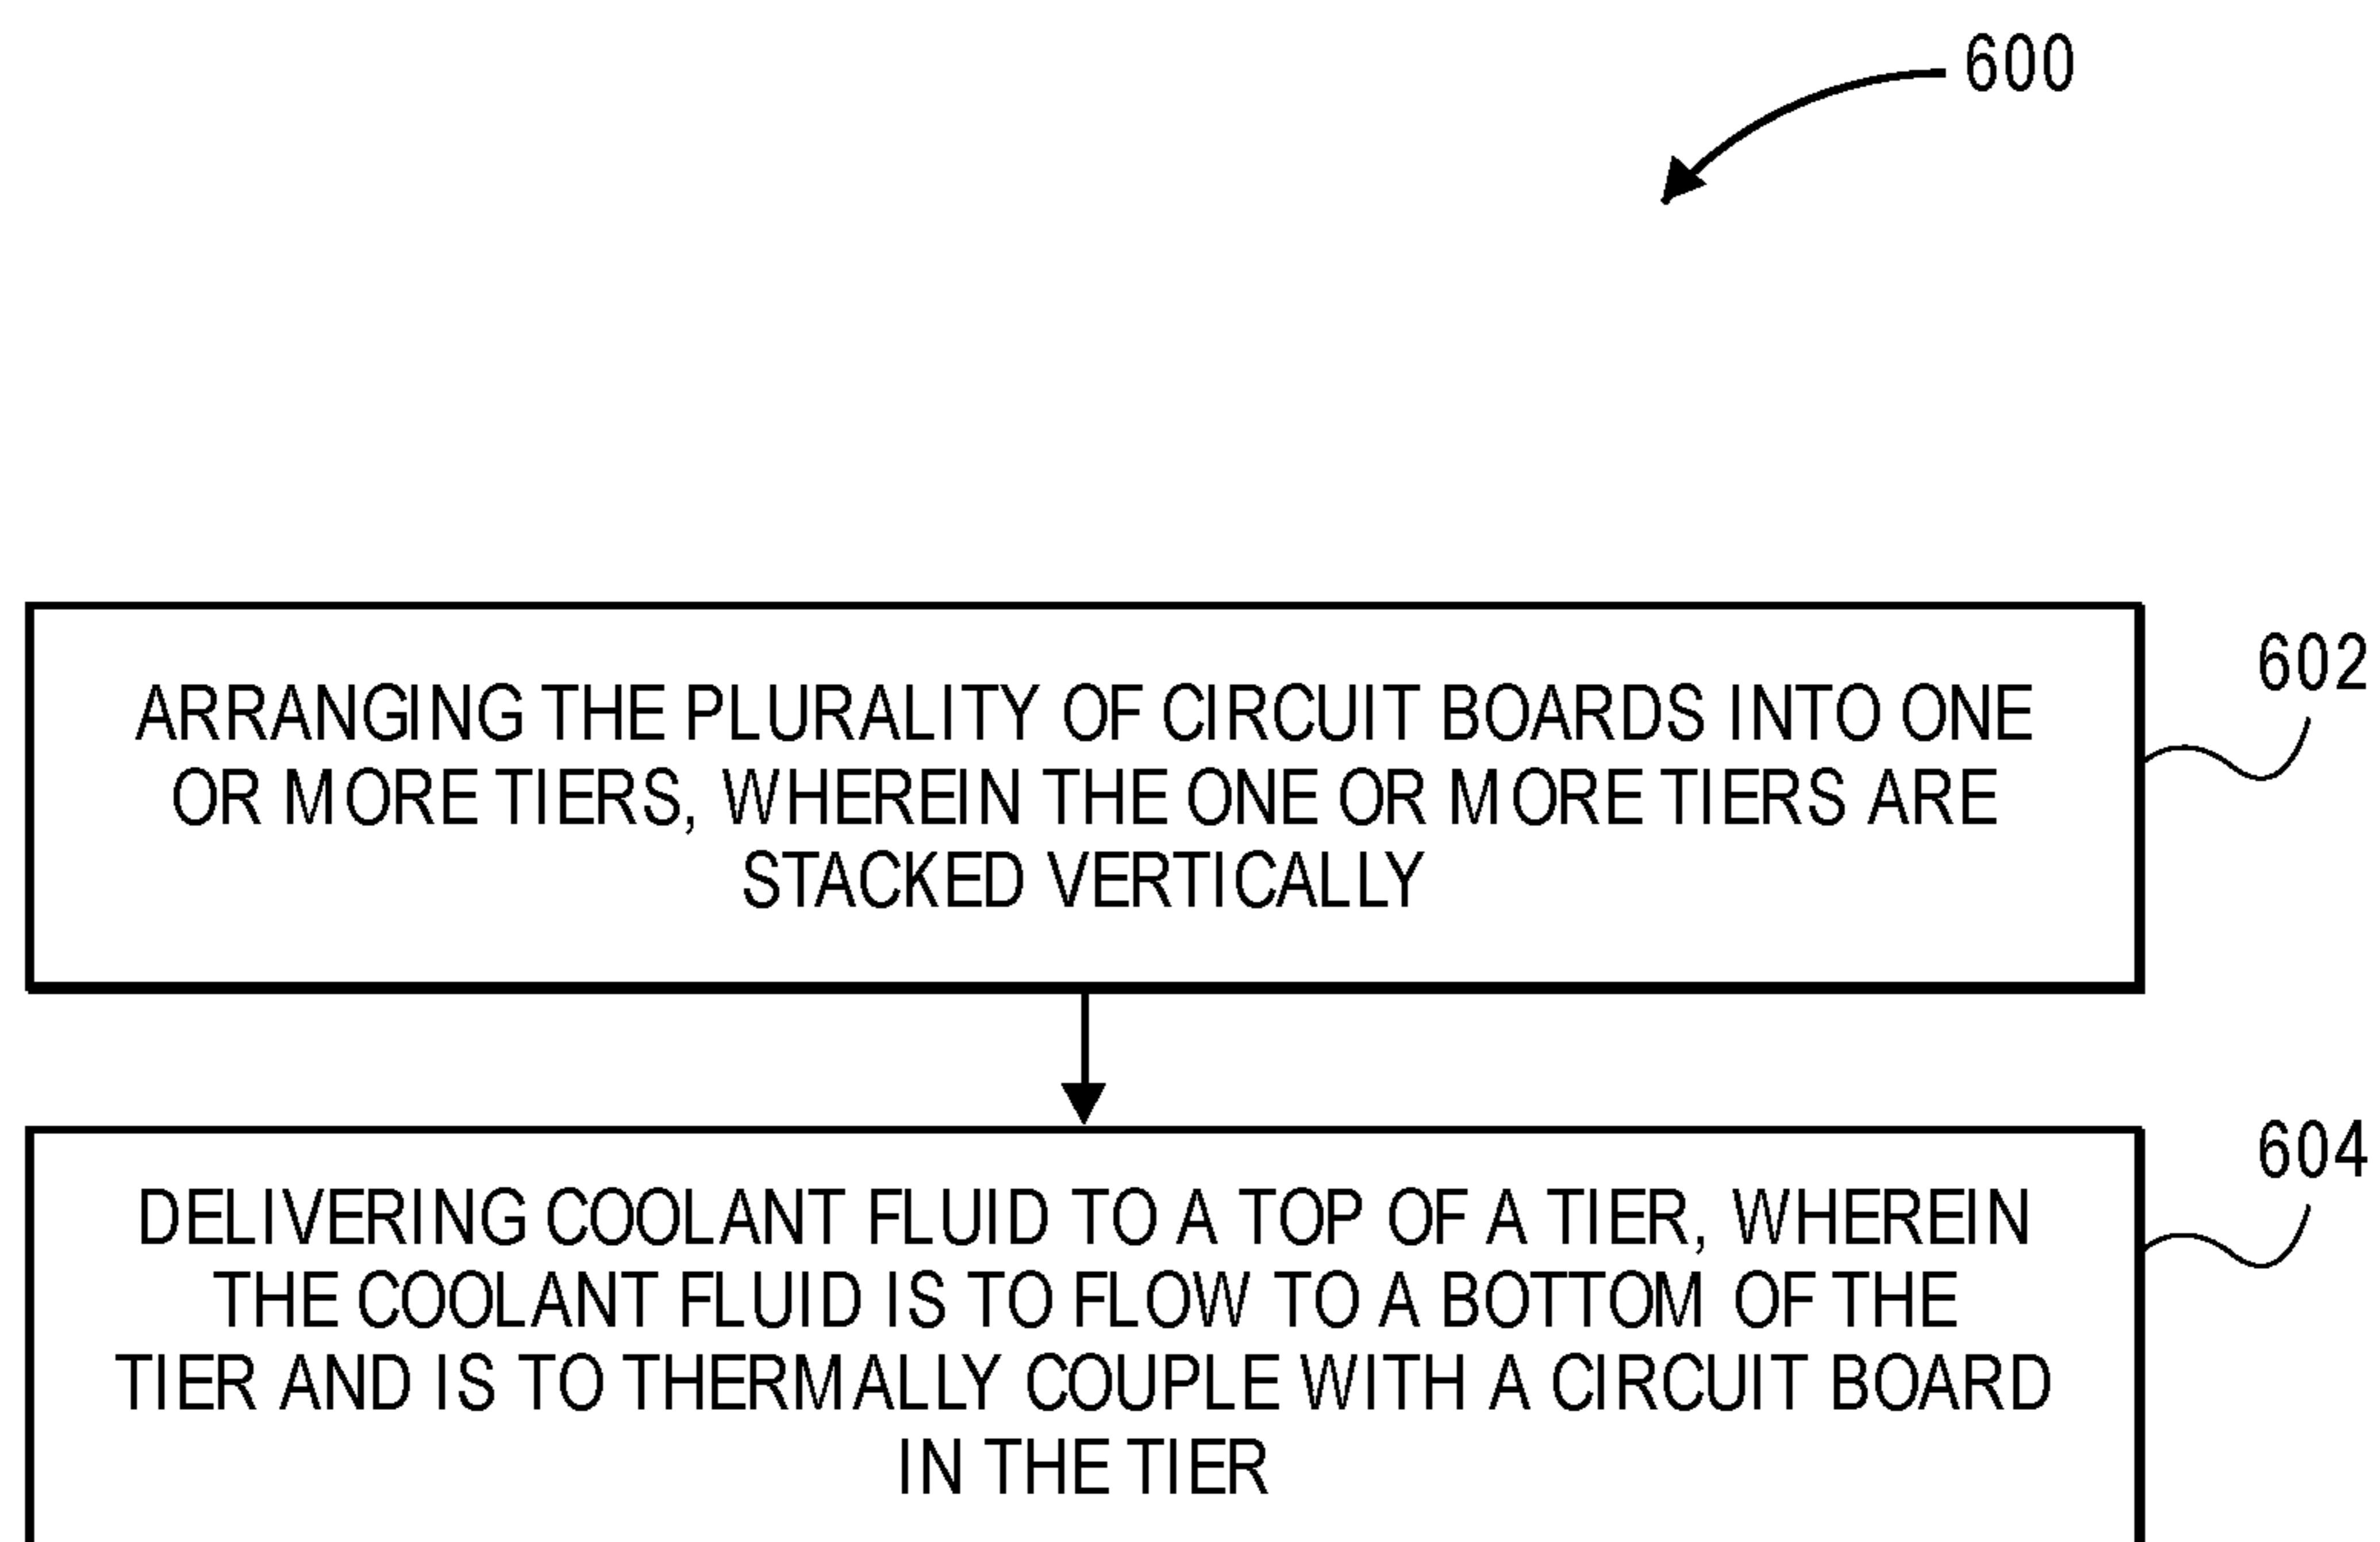 600
602
ARRANGING THE PLURALITY OF CIRCUIT BOARDS INTO ONE
OR MORE TIERS, WHEREIN THE ONE OR MORE TIERS ARE
STACKED VERTICALLY
604
DELIVERING COOLANT FLUID TO A TOP OF A TIER, WHEREIN
THE COOLANT FLUID IS TO FLOW TO A BOTTOM OF THE
TIER AND IS TO THERMALLY COUPLE WITH A CIRCUIT BOARD
IN THE TIER